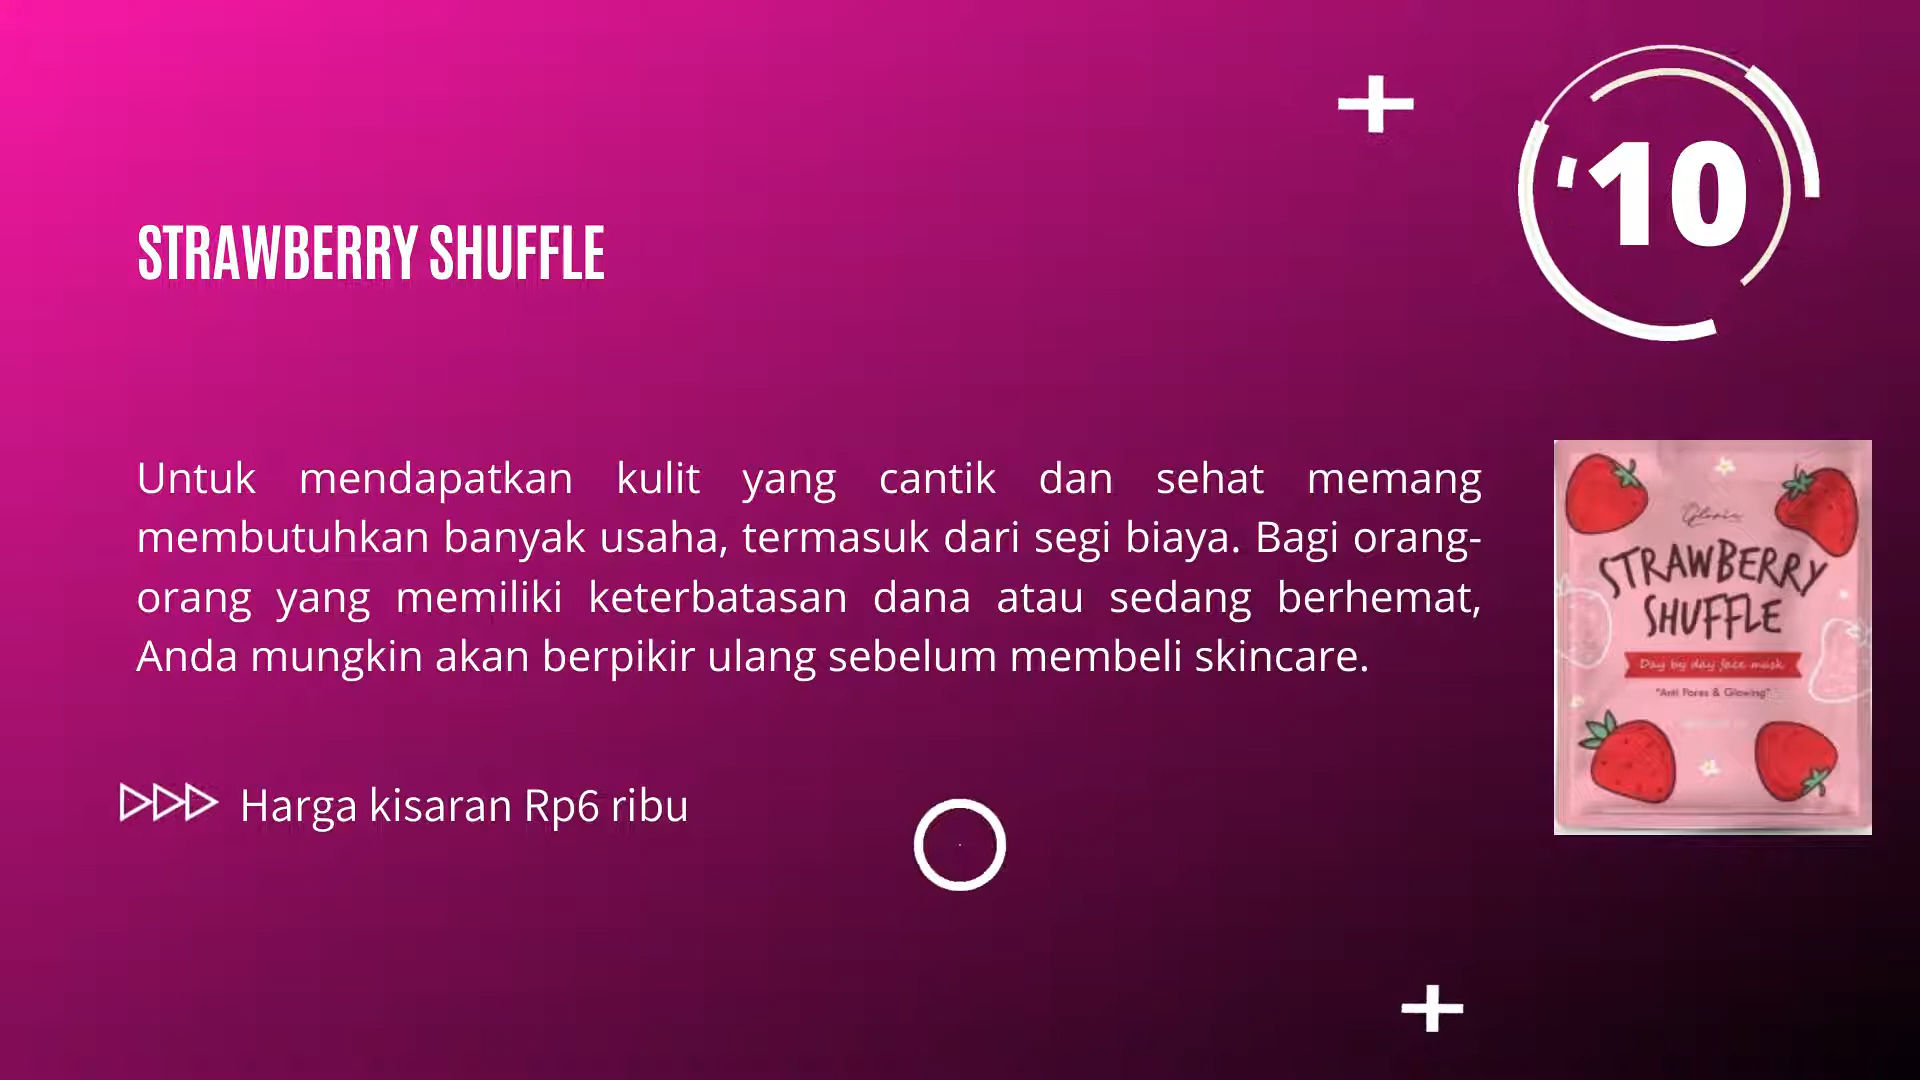 '10
STRAWBERRY SHUFFLE
Untuk mendapatkan kulit yang cantik dan sehat memang
membutuhkan banyak usaha, termasuk dari segi biaya. Bagi orang-
orang yang memiliki keterbatasan dana atau sedang berhemat,
Anda mungkin akan berpikir ulang sebelum membeli skincare.
Harga kisaran Rp6 ribu
STRAWBERRY
SHUFFLE
Day by day face mask
"Anti Pores & Glowing"